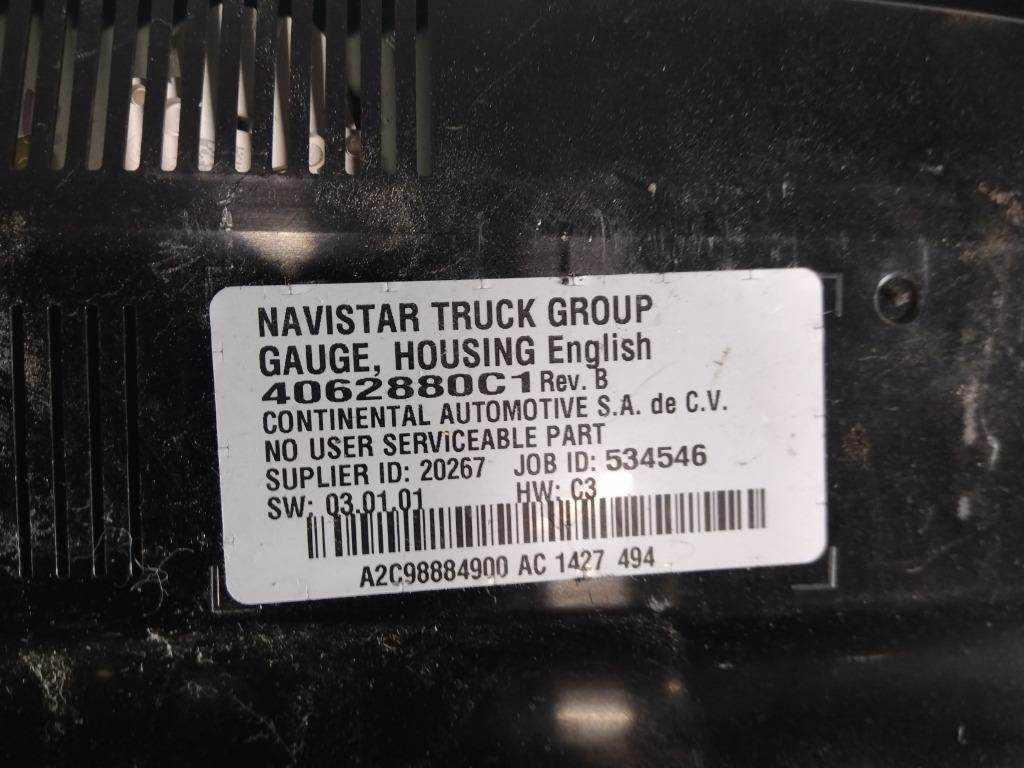 NAVISTAR TRUCK GROUP
GAUGE, HOUSING English
4062880C1 Rev. B
CONTINENTAL AUTOMOTIVE S.A. de C.V.
NO USER SERVICEABLE PART
SUPLIER ID: 20267 JOB ID: 534546
SW: 03.01.01 HW: C3
A2C98884900 AC 1427 494